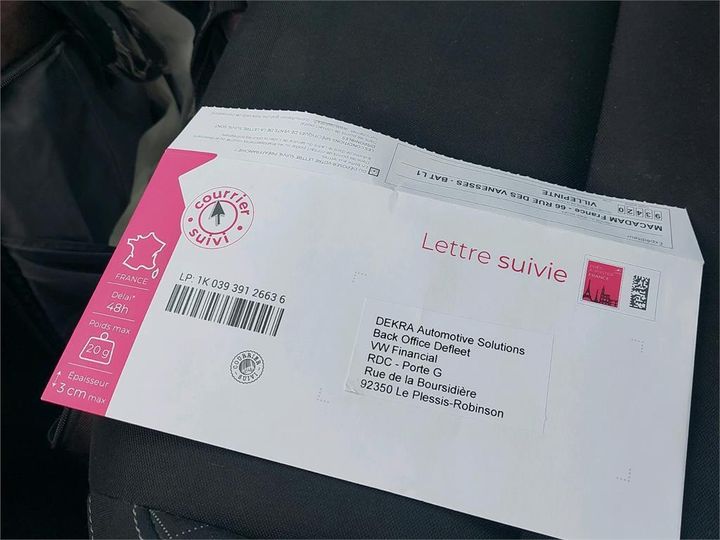 MACADAM France - 66 RUE DES VANESSES - BAT L1
93420
VILLEPINTE
courrier
suivi
Lettre suivie
FRANCE
Délai*
48h
Poids max
20g
Épaisseur
3 cm max
LP: 1K 039 391 2663 6
DEKRA Automotive Solutions
Back Office Defleet
VW Financial
RDC - Porte G
Rue de la Boursidière
92350 Le Plessis-Robinson